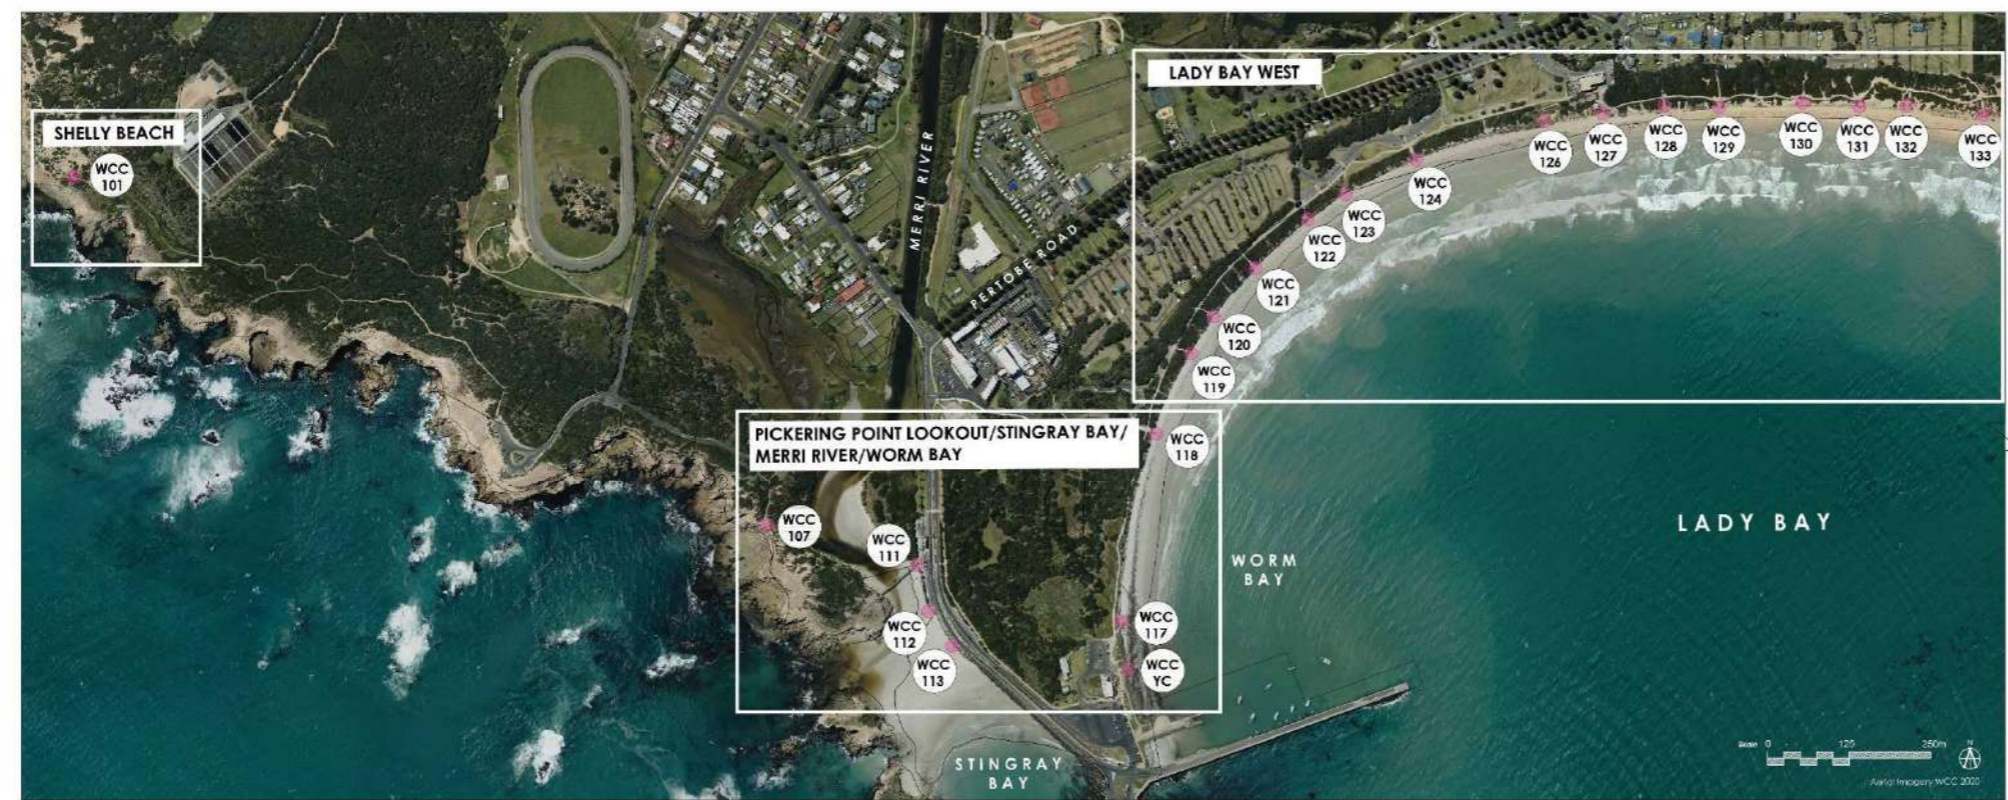 SHELLY BEACH
WCC
101
MERRI RIVER
PERTOBE ROAD
LADY BAY WEST
WCC
119
WCC
120
WCC
121
WCC
122
WCC
123
WCC
124
WCC
126
WCC
127
WCC
128
WCC
129
WCC
130
WCC
131
WCC
132
WCC
133
PICKERING POINT LOOKOUT/STINGRAY BAY/
MERRI RIVER/WORM BAY
WCC
118
WCC
107
WCC
111
WCC
112
WCC
113
WCC
117
WCC
YC
WORM
BAY
LADY BAY
STINGRAY
BAY
Scale 0 125 250m
N
Aerial Imagery WCC 2020